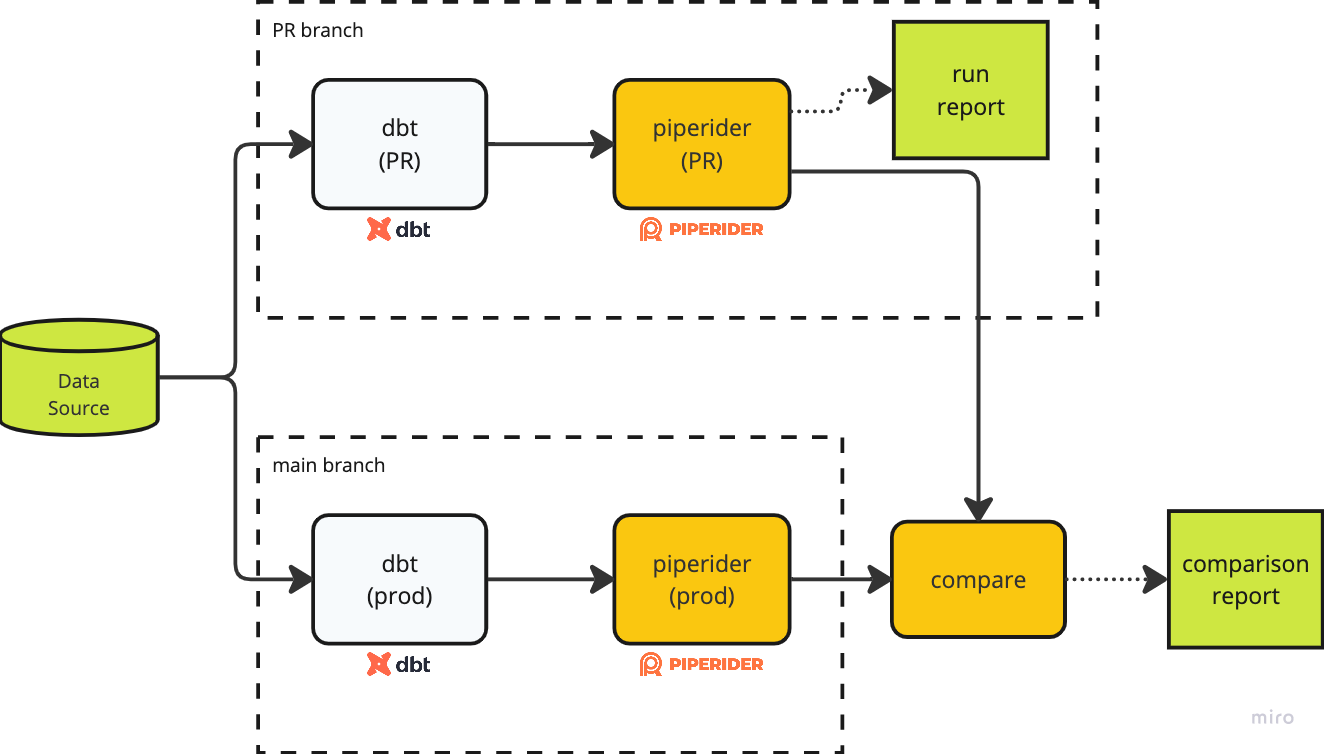 PR branch
run
report
dbt
(PR)
piperider
(PR)
dbt
PIPERIDER
Data
Source
main branch
dbt
(prod)
piperider
(prod)
compare
comparison
report
dbt
PIPERIDER
miro